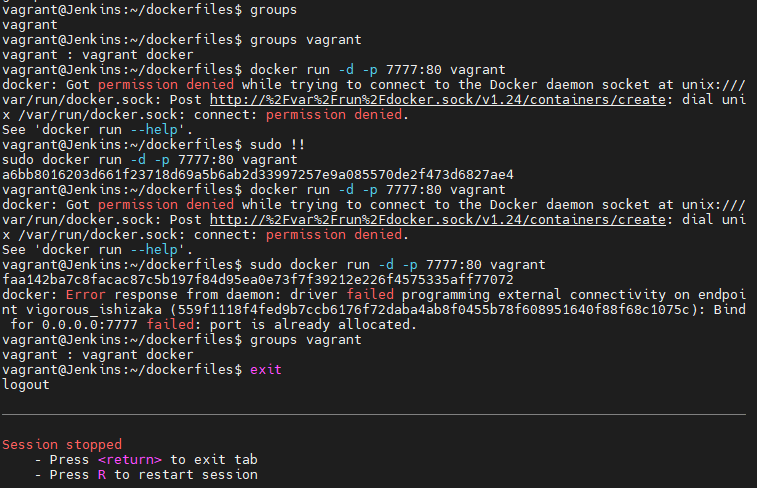 vagrant@Jenkins:~/dockerfiles$ groups
vagrant
vagrant@Jenkins:~/dockerfiles$ groups vagrant
vagrant : vagrant docker
vagrant@Jenkins:~/dockerfiles$ docker run -d -p 7777:80 vagrant
docker: Got permission denied while trying to connect to the Docker daemon socket at unix:///
var/run/docker.sock: Post http://%2Fvar%2Frun%2Fdocker.sock/v1.24/containers/create: dial uni
x /var/run/docker.sock: connect: permission denied.
See 'docker run --help'.
vagrant@Jenkins:~/dockerfiles$ sudo !!
sudo docker run -d -p 7777:80 vagrant
a6bb8016203d661f23718d69a5b6ab2d33997257e9a085570de2f473d6827ae4
vagrant@Jenkins:~/dockerfiles$ docker run -d -p 7777:80 vagrant
docker: Got permission denied while trying to connect to the Docker daemon socket at unix:///
var/run/docker.sock: Post http://%2Fvar%2Frun%2Fdocker.sock/v1.24/containers/create: dial uni
x /var/run/docker.sock: connect: permission denied.
See 'docker run --help'.
vagrant@Jenkins:~/dockerfiles$ sudo docker run -d -p 7777:80 vagrant
faa142ba7c8facac87c5b197f84d95ea0e73f7f39212e226f4575335aff77072
docker: Error response from daemon: driver failed programming external connectivity on endpoi
nt vigorous_ishizaka (559f1118f4fed9b7ccb6176f72daba4ab8f0455b78f608951640f88f68c1075c): Bind
 for 0.0.0.0:7777 failed: port is already allocated.
vagrant@Jenkins:~/dockerfiles$ groups vagrant
vagrant : vagrant docker
vagrant@Jenkins:~/dockerfiles$ exit
logout
Session stopped
- Press <return> to exit tab
- Press R to restart session